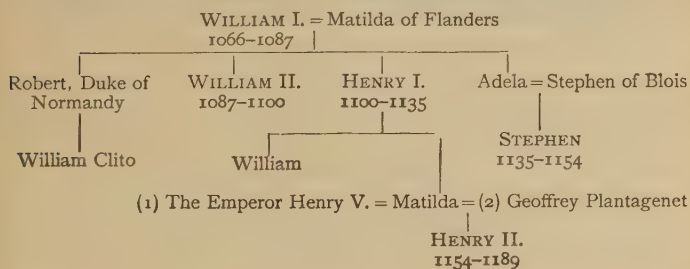 WILLIAM I. = Matilda of Flanders
1066–1087
Robert, Duke of Normandy
WILLIAM II.
1087–1100
HENRY I.
1100–1135
Adela = Stephen of Blois
William Clito
William
STEPHEN
1135–1154
(1) The Emperor Henry V. = Matilda = (2) Geoffrey Plantagenet
HENRY II.
1154–1189